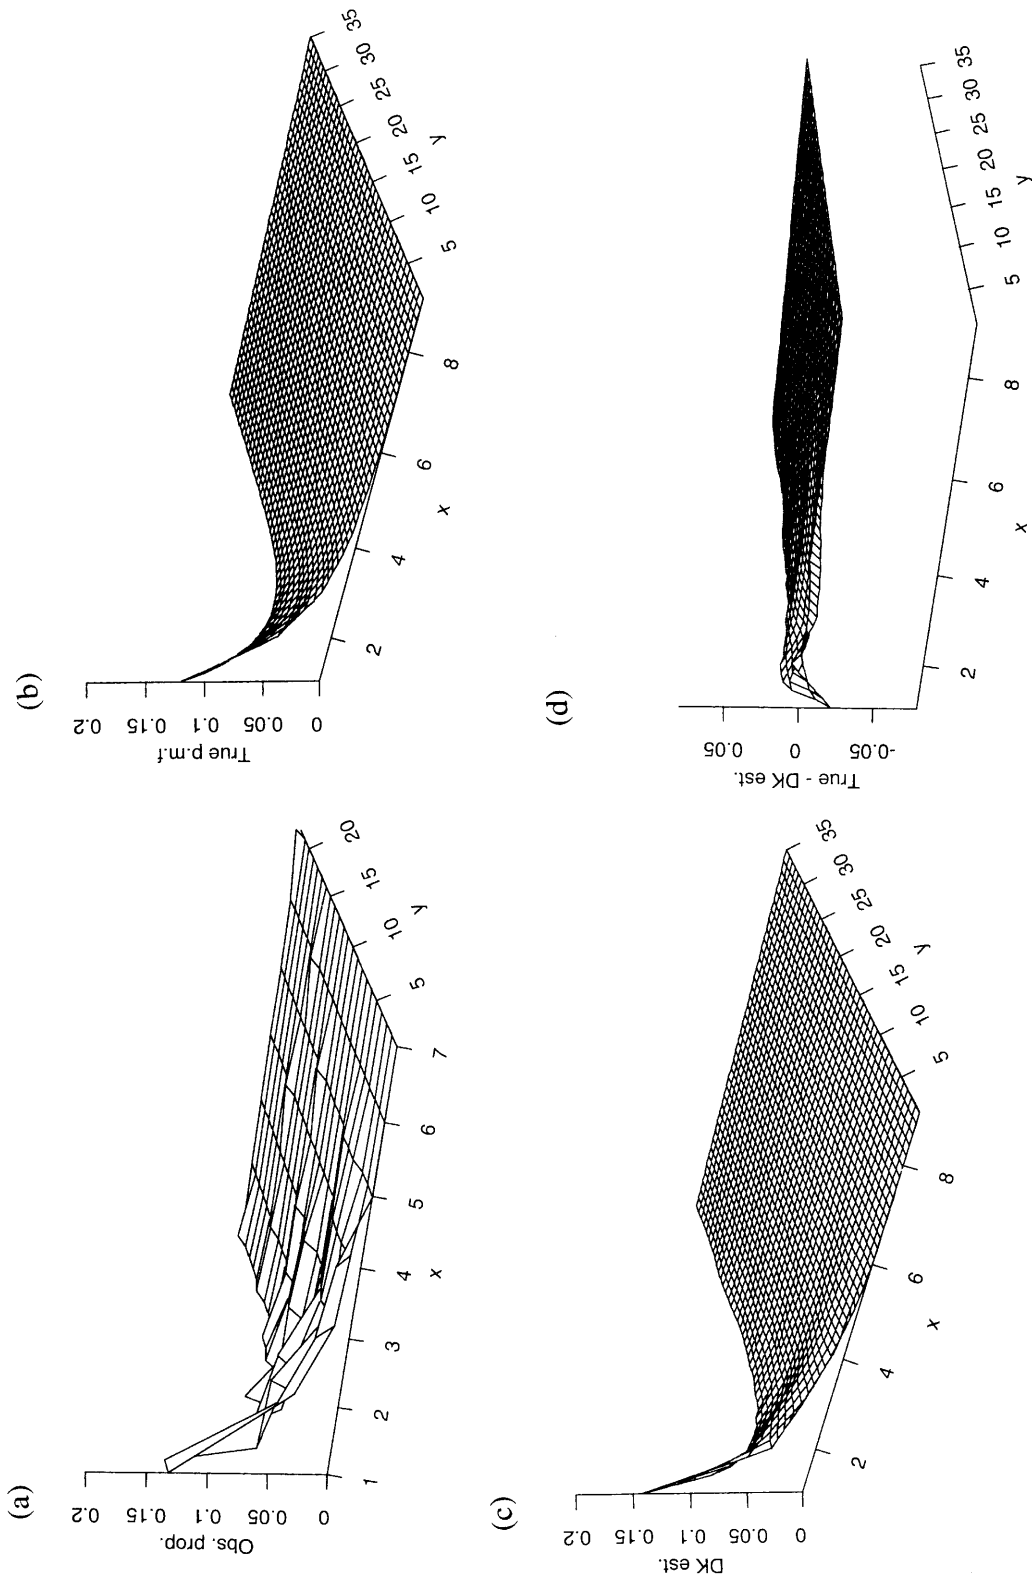 (a)
Obs. prop.
0 0.05 0.1 0.15 0.2
1 2 3 4 5 6 7
x
5 10 15 20
y
(b)
True p.m.f
0 0.05 0.1 0.15 0.2
2 4 6 8
x
5 10 15 20 25 30 35
y
(c)
DK est.
0 0.05 0.1 0.15 0.2
2 4 6 8
x
5 10 15 20 25 30 35
y
(d)
True - DK est.
-0.05 0 0.05
2 4 6 8
x
5 10 15 20 25 30 35
y